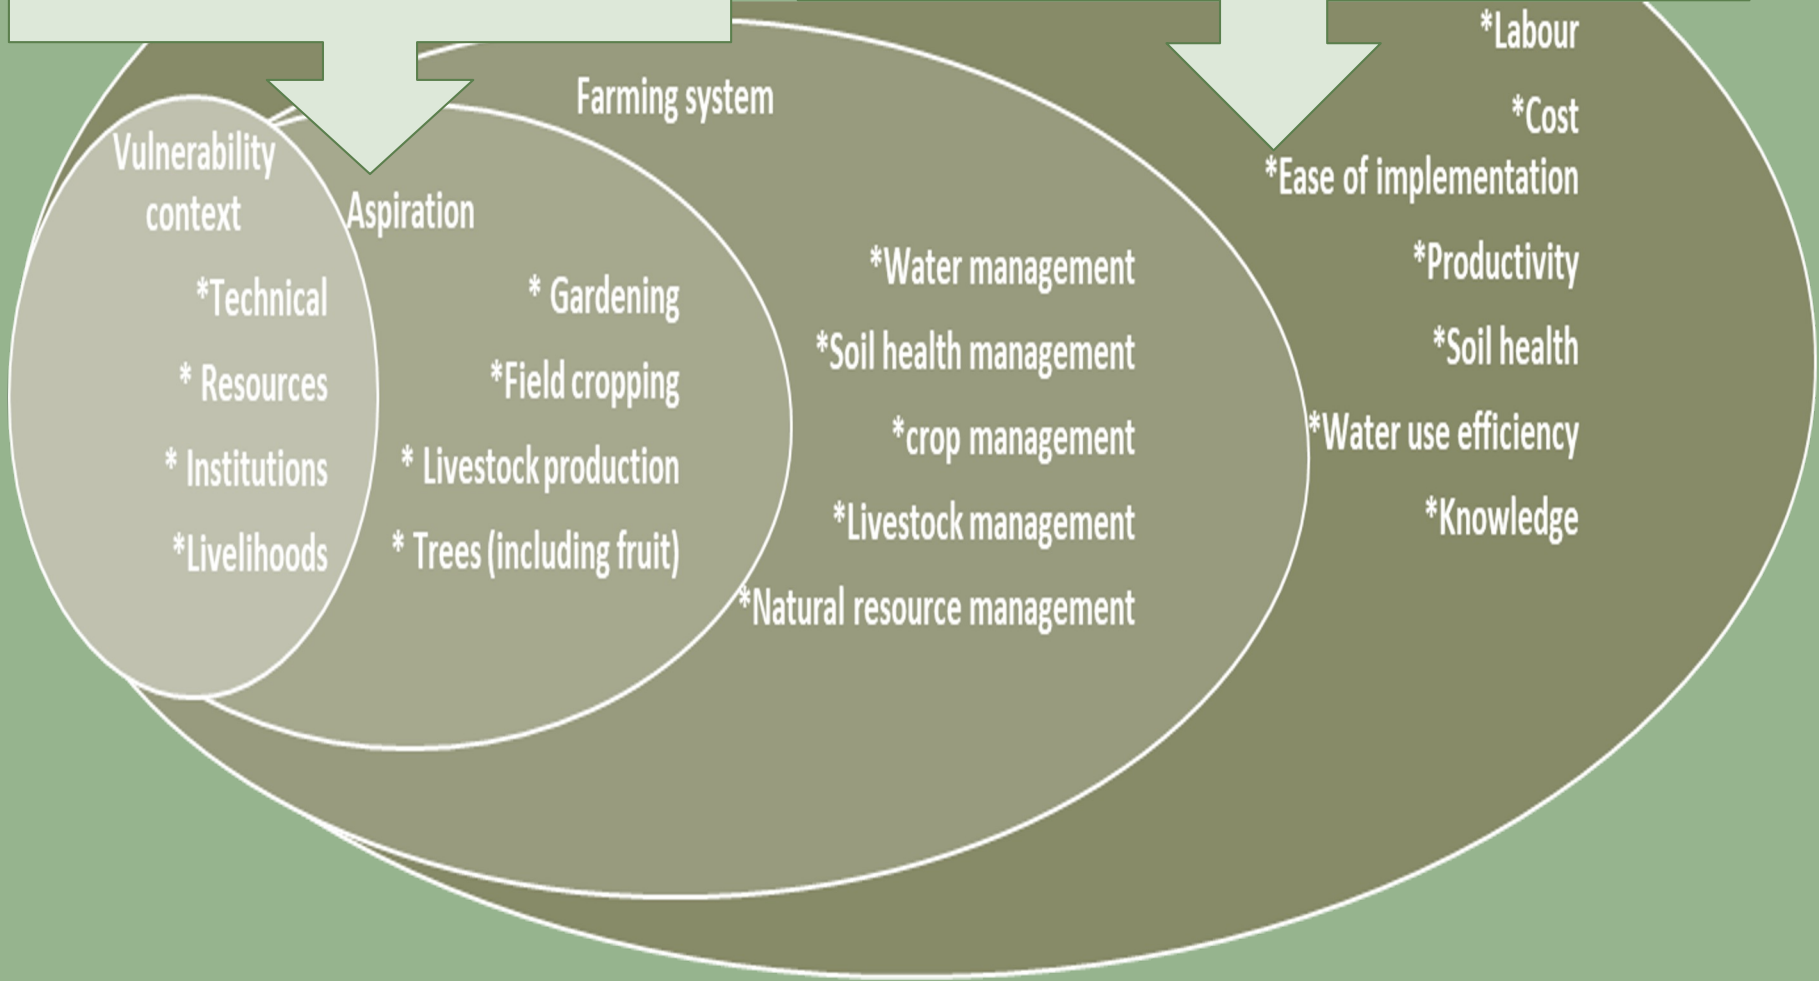 Vulnerability
context
*Technical
* Resources
* Institutions
*Livelihoods
Aspiration
* Gardening
*Field cropping
* Livestock production
* Trees (including fruit)
Farming system
*Water management
*Soil health management
*crop management
*Livestock management
*Natural resource management
*Labour
*Cost
*Ease of implementation
*Productivity
*Soil health
*Water use efficiency
*Knowledge